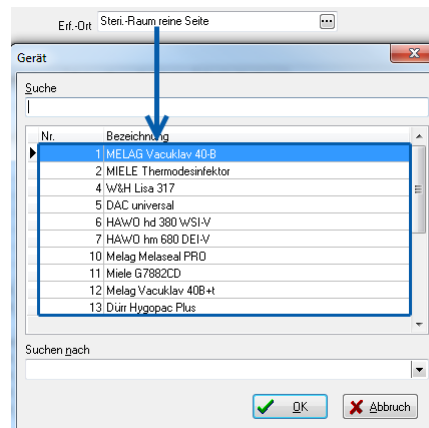 Erf.-Ort Steri.-Raum reine Seite
Gerät
Suche
Nr. Bezeichnung
1 MELAG Vacuklav 40-B
2 MIELE Thermodesinfektor
4 W&H Lisa 317
5 DAC universal
6 HAWO hd 380 WSI-V
7 HAWO hm 680 DEI-V
10 Melag Melaseal PRO
11 Miele G7882CD
12 Melag Vacuklav 40B+t
13 Dürr Hygopac Plus
Suchen nach
OK Abbruch